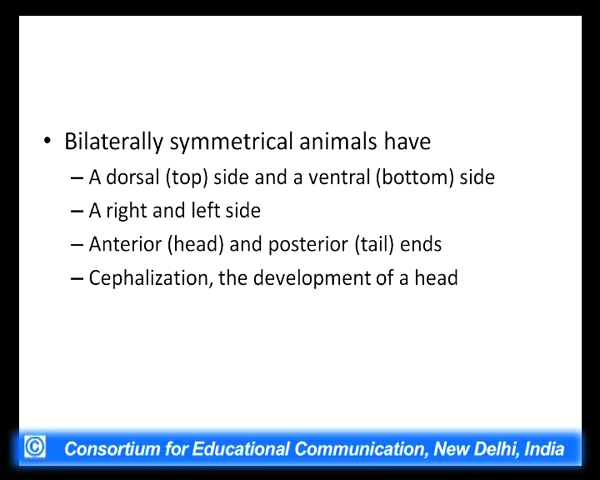 • Bilaterally symmetrical animals have
– A dorsal (top) side and a ventral (bottom) side
– A right and left side
– Anterior (head) and posterior (tail) ends
– Cephalization, the development of a head
© Consortium for Educational Communication, New Delhi, India